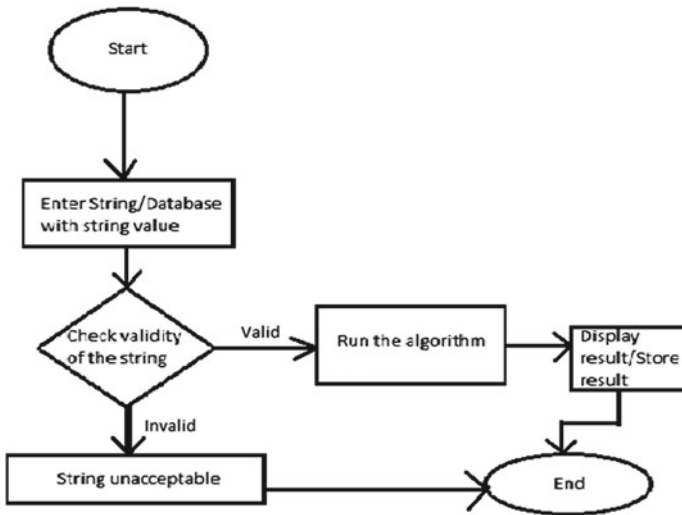 Start
Enter String/Database
with string value
Check validity
of the string
Valid
Run the algorithm
Display
result/Store
result
Invalid
String unacceptable
End